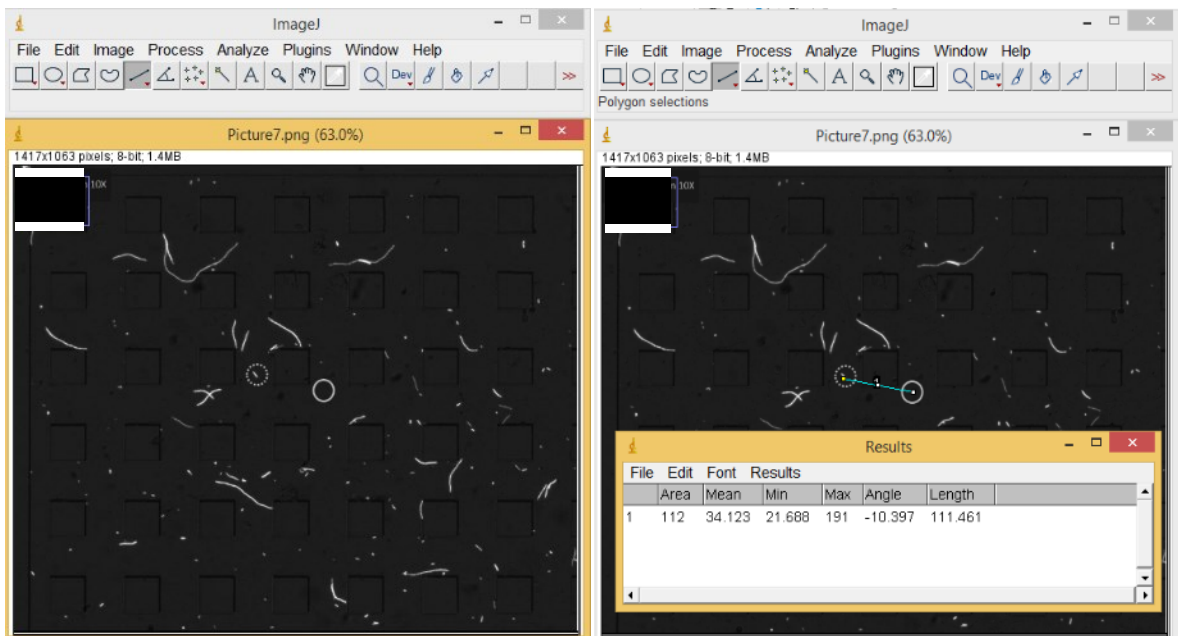 ImageJ
File Edit Image Process Analyze Plugins Window Help
A Dev >>
Picture7.png (63.0%)
1417x1063 pixels; 8-bit; 1.4MB
10X
ImageJ
File Edit Image Process Analyze Plugins Window Help
A Dev >>
Polygon selections
Picture7.png (63.0%)
1417x1063 pixels; 8-bit; 1.4MB
n 10X
1
Results
File Edit Font Results
Area Mean Min Max Angle Length
1 112 34.123 21.688 191 -10.397 111.461